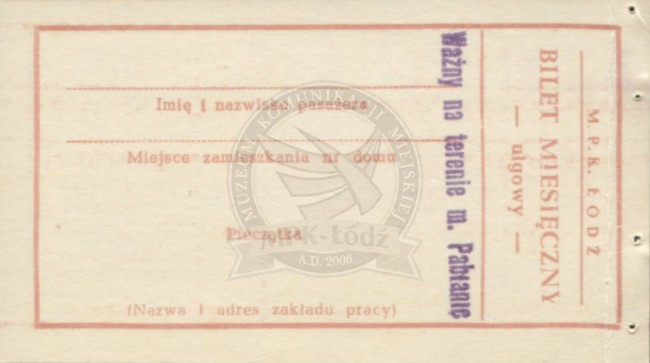 M. P. K. ŁÓDŹ
BILET MIESIĘCZNY
— ulgowy —
Ważny na terenie m. Pabianic
Imię i nazwisko pasażera
Miejsce zamieszkania nr domu
Pieczątka
(Nazwa i adres zakładu pracy)
MUZEUM KOMUNIKACJI MIEJSKIEJ
MPK-Łódź
A.D. 2006